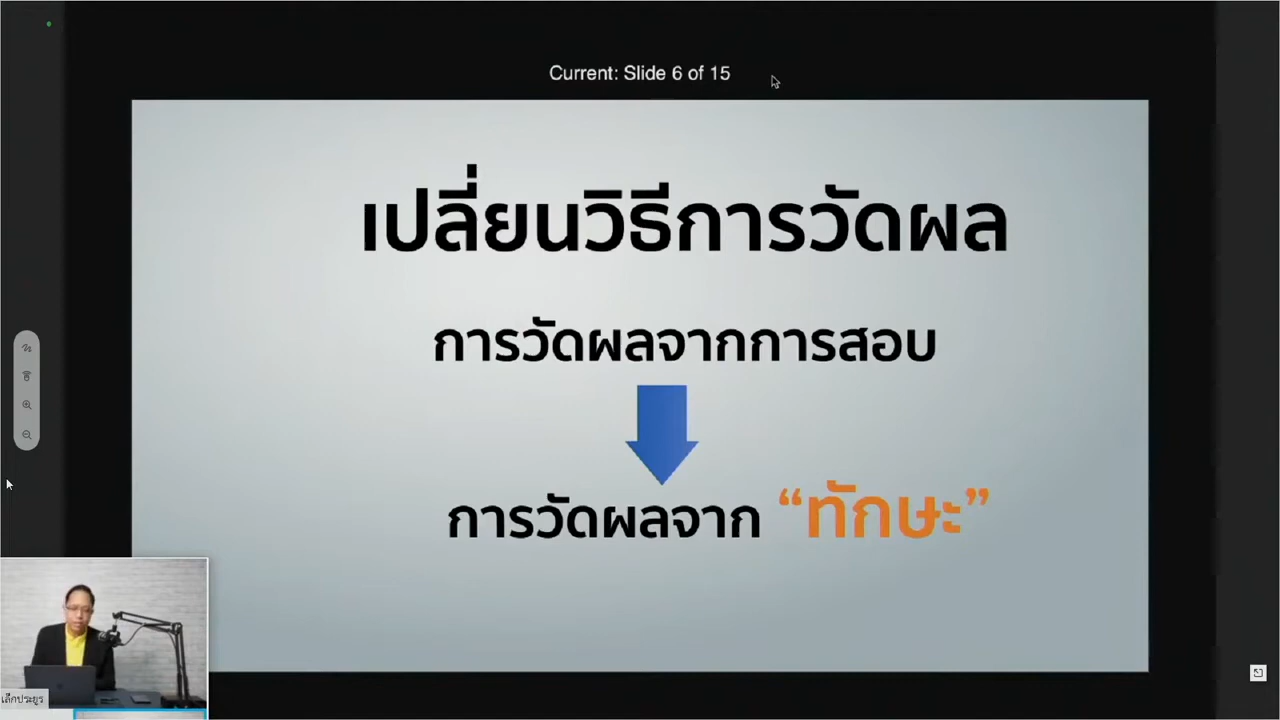 Current: Slide 6 of 15
เปลี่ยนวิธีการวัดผล
การวัดผลจากการสอบ
การวัดผลจาก “ทักษะ”
เล็กประยูร